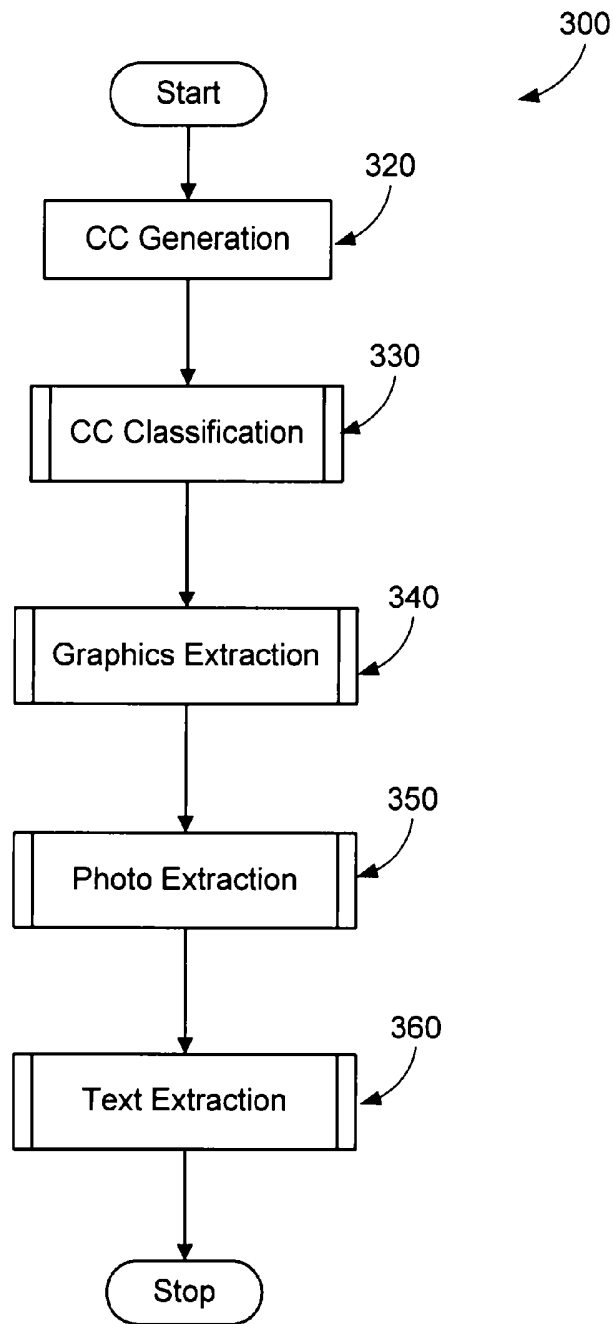 300
Start
320
CC Generation
330
CC Classification
340
Graphics Extraction
350
Photo Extraction
360
Text Extraction
Stop